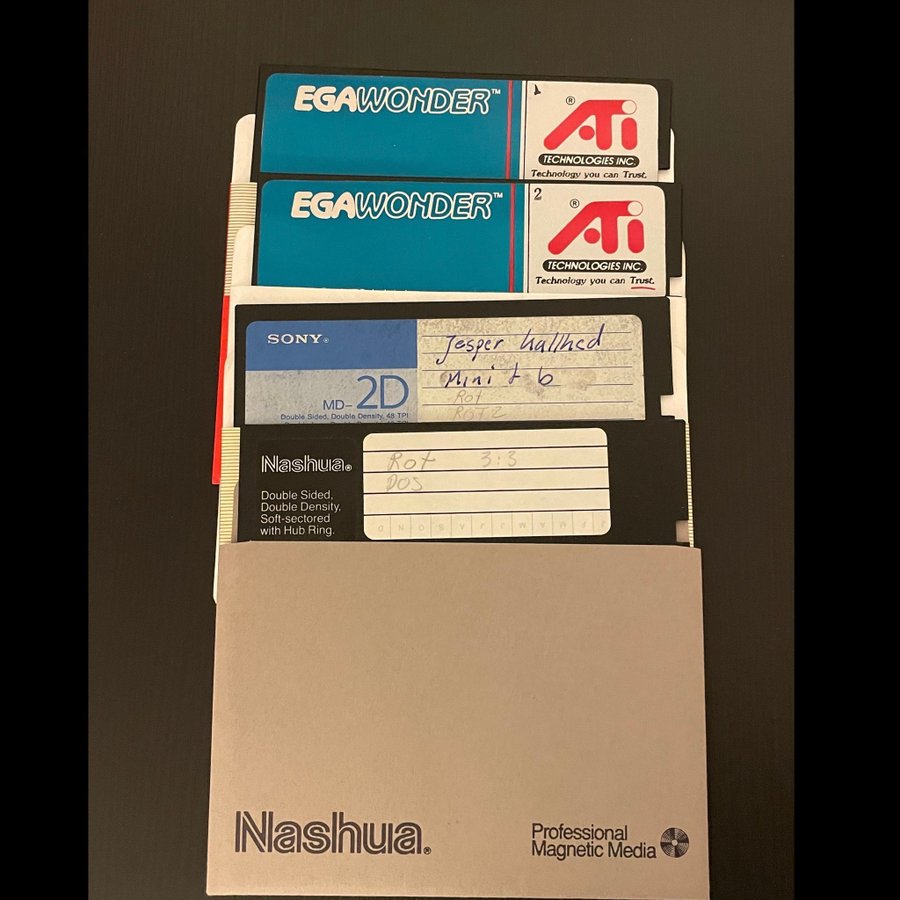 EGAWONDER™
1
ATi®
TECHNOLOGIES INC.
Technology you can Trust.
EGAWONDER™
2
ATi®
TECHNOLOGIES INC.
Technology you can Trust.
SONY®
MD-2D
Double Sided, Double Density, 48 TPI
Jesper Hallhed
Mini + 6
Rot
ROT2
Nashua®
Double Sided,
Double Density,
Soft-sectored
with Hub Ring.
Rot 3:3
DOS
J F M A M J J A S O N D
Nashua®
Professional
Magnetic Media